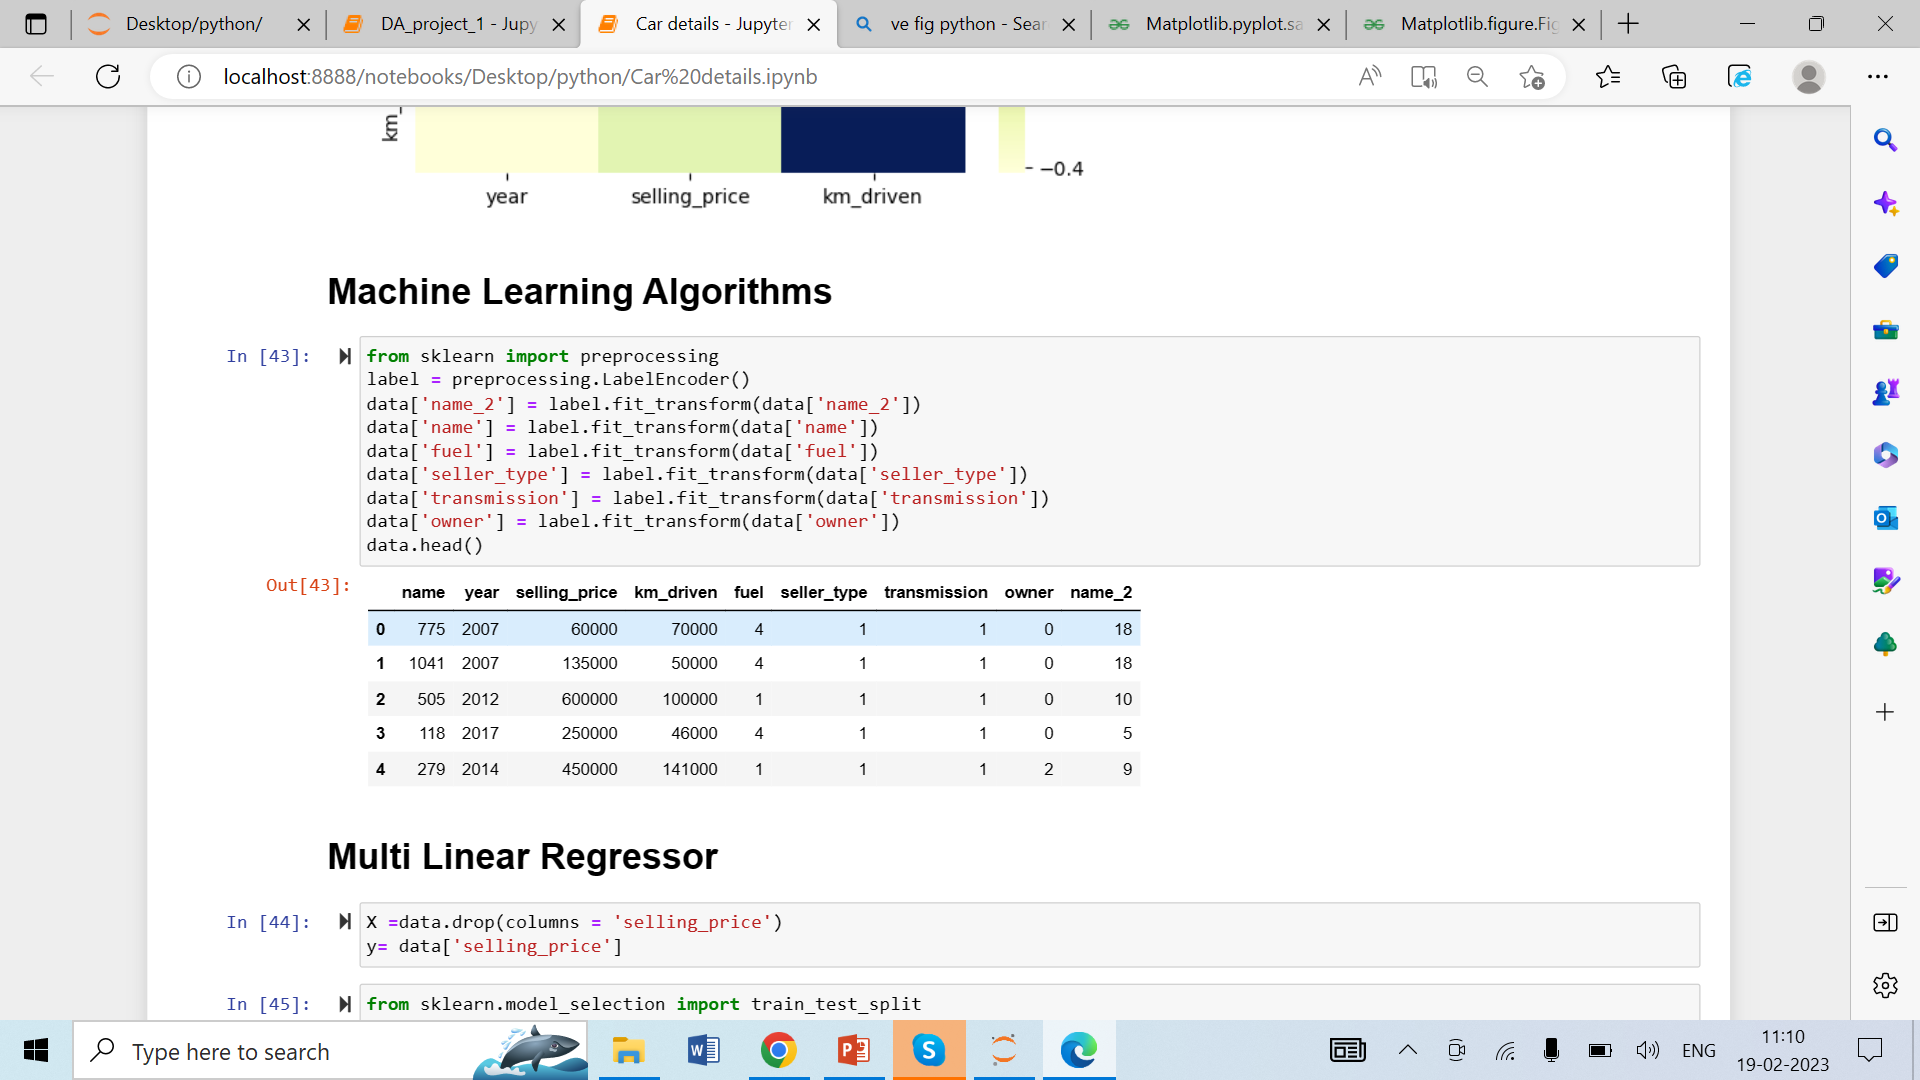 Desktop/python/
DA_project_1 - Jupy
Car details - Jupyter
ve fig python - Sear
Matplotlib.pyplot.sa
Matplotlib.figure.Fig
localhost:8888/notebooks/Desktop/python/Car%20details.ipynb
km_
−0.4
year selling_price km_driven
Machine Learning Algorithms
In [43]:
from sklearn import preprocessing
label = preprocessing.LabelEncoder()
data['name_2'] = label.fit_transform(data['name_2'])
data['name'] = label.fit_transform(data['name'])
data['fuel'] = label.fit_transform(data['fuel'])
data['seller_type'] = label.fit_transform(data['seller_type'])
data['transmission'] = label.fit_transform(data['transmission'])
data['owner'] = label.fit_transform(data['owner'])
data.head()
Out[43]:
name year selling_price km_driven fuel seller_type transmission owner name_2
0 775 2007 60000 70000 4 1 1 0 18
1 1041 2007 135000 50000 4 1 1 0 18
2 505 2012 600000 100000 1 1 1 0 10
3 118 2017 250000 46000 4 1 1 0 5
4 279 2014 450000 141000 1 1 1 2 9
Multi Linear Regressor
In [44]:
X =data.drop(columns = 'selling_price')
y= data['selling_price']
In [45]:
from sklearn.model_selection import train_test_split
Type here to search
ENG
11:10
19-02-2023